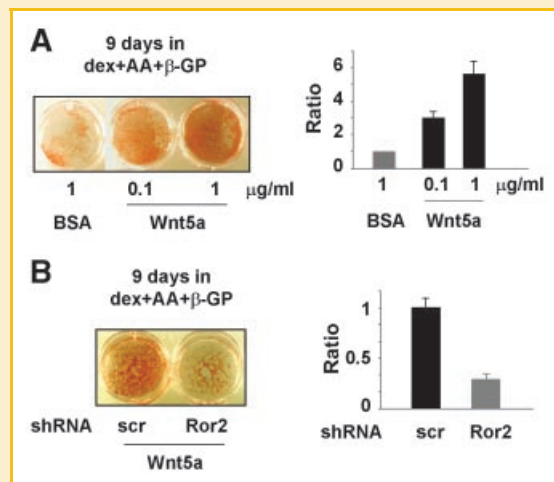 A
9 days in
dex+AA+β-GP
1 0.1 1 μg/ml
BSA Wnt5a
Ratio
6
4
2
0
1 0.1 1 μg/ml
BSA Wnt5a
B
9 days in
dex+AA+β-GP
shRNA scr Ror2
Wnt5a
Ratio
1
0.5
0
shRNA scr Ror2